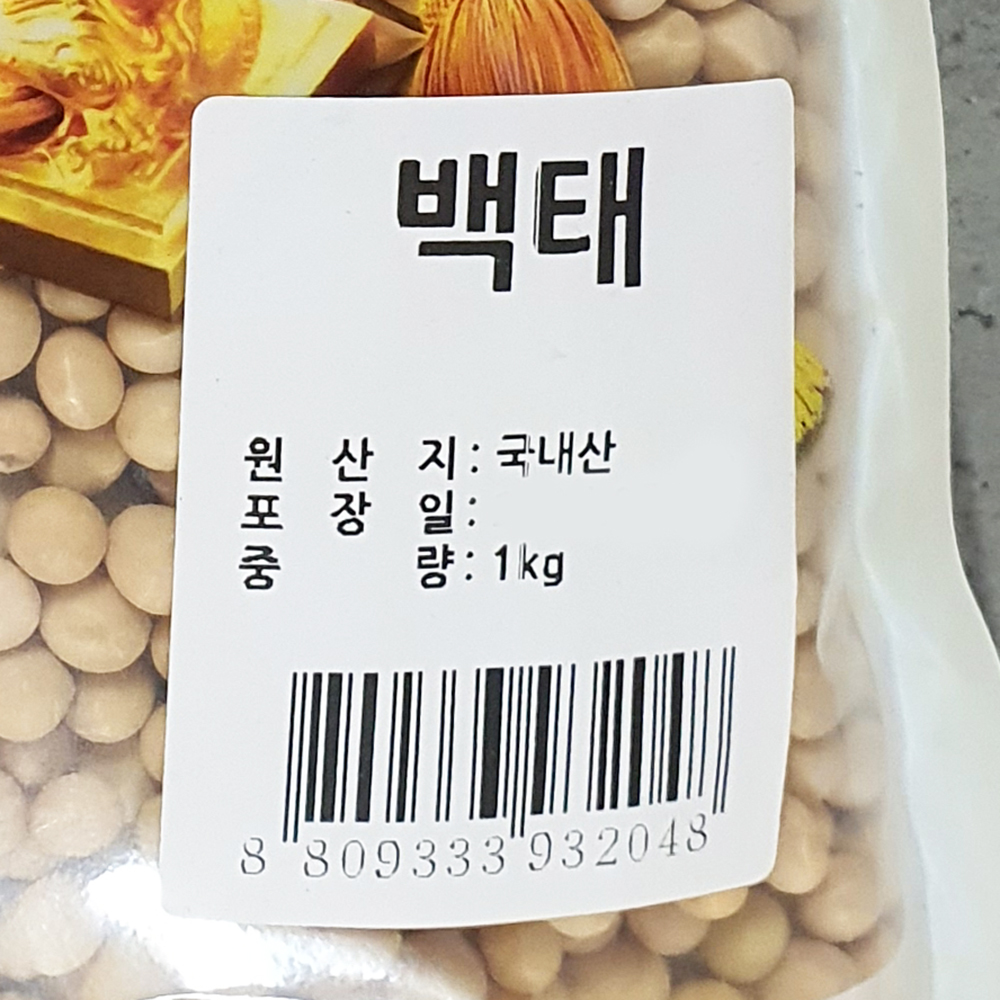 백태
원 산 지 : 국내산
포 장 일 :
중 량 : 1kg
8 809333 932048